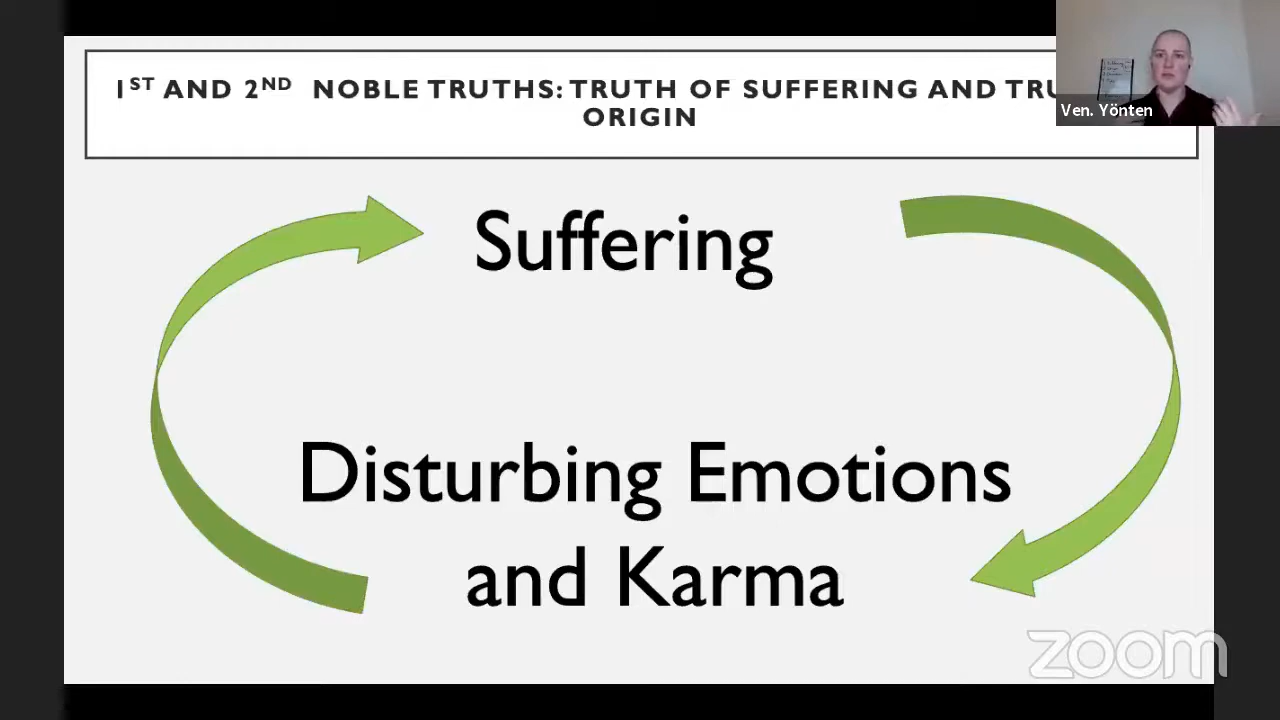 1ST AND 2ND NOBLE TRUTHS: TRUTH OF SUFFERING AND TRU
ORIGIN
Ven. Yönten
Suffering
Disturbing Emotions
and Karma
zoom